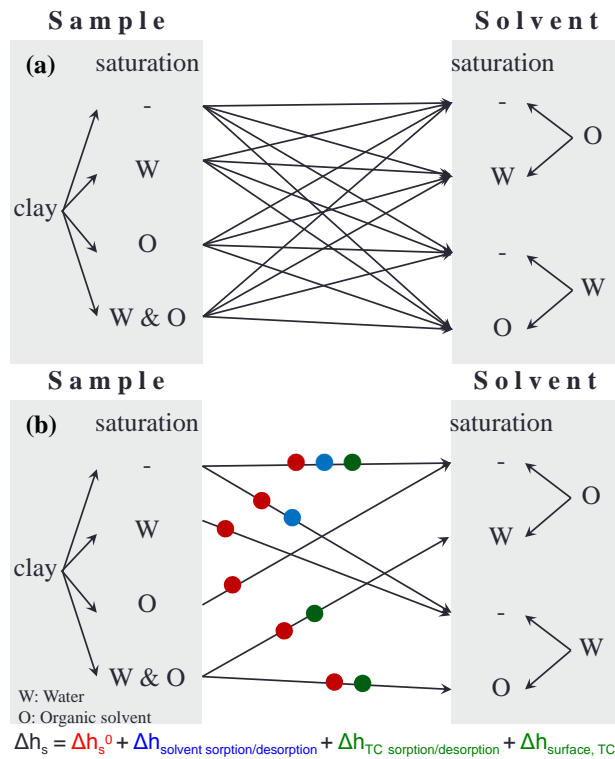 Sample Solvent
(a) saturation saturation
- -
O
W W
clay
O -
W
W & O O
Sample Solvent
(b) saturation saturation
- -
O
W W
clay
O -
W
W & O O
W: Water
O: Organic solvent
Δhs = Δhs⁰ + Δhsolvent sorption/desorption + ΔhTC sorption/desorption + Δhsurface, TC